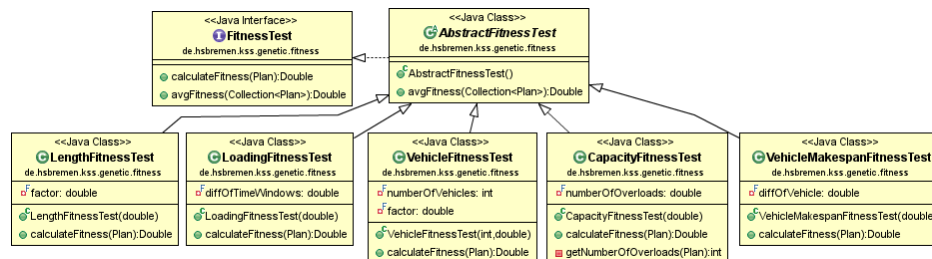 <<Java Interface>>
FitnessTest
de.hsbremen.kss.genetic.fitness
calculateFitness(Plan):Double
avgFitness(Collection<Plan>):Double
<<Java Class>>
AbstractFitnessTest
de.hsbremen.kss.genetic.fitness
AbstractFitnessTest()
avgFitness(Collection<Plan>):Double
<<Java Class>>
LengthFitnessTest
de.hsbremen.kss.genetic.fitness
factor: double
LengthFitnessTest(double)
calculateFitness(Plan):Double
<<Java Class>>
LoadingFitnessTest
de.hsbremen.kss.genetic.fitness
diffOfTimeWindows: double
LoadingFitnessTest(double)
calculateFitness(Plan):Double
<<Java Class>>
VehicleFitnessTest
de.hsbremen.kss.genetic.fitness
numberOfVehicles: int
factor: double
VehicleFitnessTest(int,double)
calculateFitness(Plan):Double
<<Java Class>>
CapacityFitnessTest
de.hsbremen.kss.genetic.fitness
numberOfOverloads: double
CapacityFitnessTest(double)
calculateFitness(Plan):Double
getNumberOfOverloads(Plan):int
<<Java Class>>
VehicleMakespanFitnessTest
de.hsbremen.kss.genetic.fitness
diffOfVehicle: double
VehicleMakespanFitnessTest(double)
calculateFitness(Plan):Double